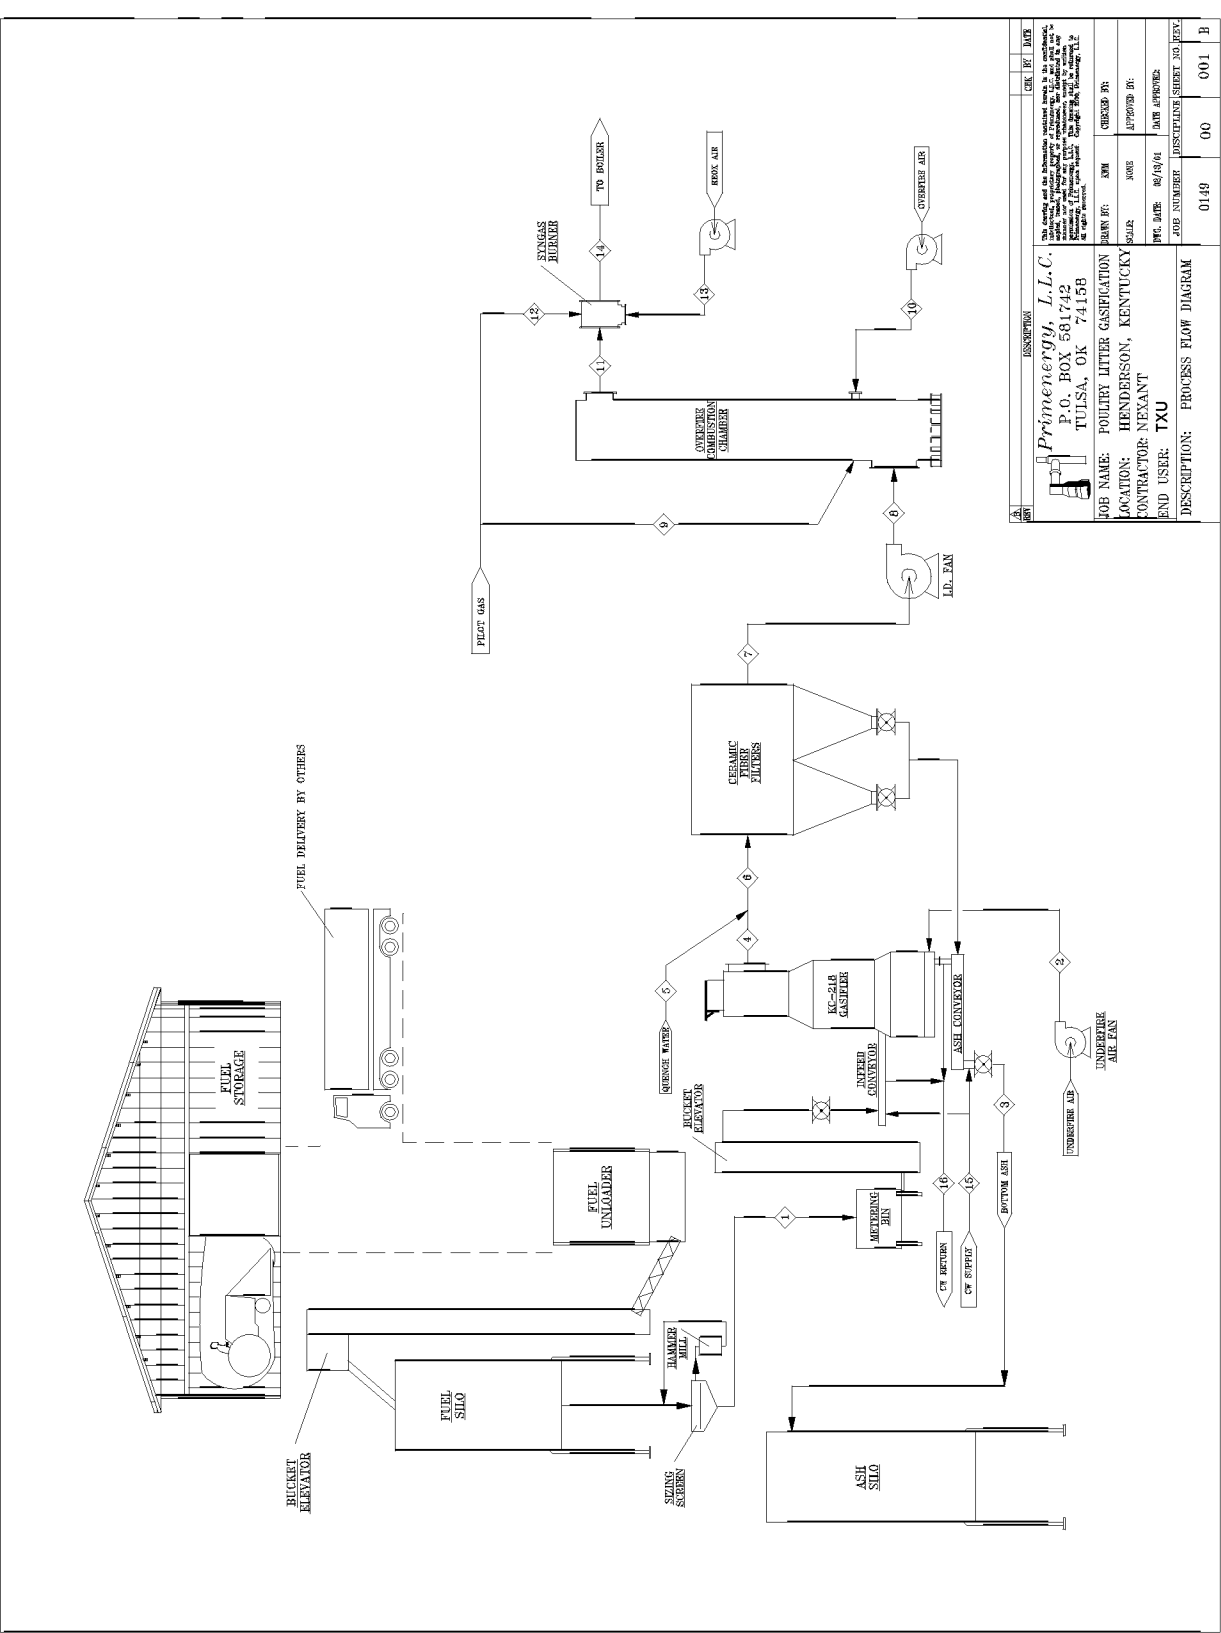 FUEL
STORAGE
FUEL DELIVERY BY OTHERS
BUCKET
ELEVATOR
FUEL
UNLOADER
FUEL
SILO
SIZING
SCREEN
HAMMER
MILL
1
METERING
BIN
BUCKET
ELEVATOR
INFEED
CONVEYOR
KC-218
GASIFIER
QUENCH WATER
5
4
6
CERAMIC
FIBER
FILTERS
7
I.D. FAN
8
PILOT GAS
9
12
OVERFIRE
COMBUSTION
CHAMBER
11
SYNGAS
BURNER
14
TO BOILER
13
REOX AIR
10
OVERFIRE AIR
ASH CONVEYOR
UNDERFIRE AIR
UNDERFIRE
AIR FAN
2
3
BOTTOM ASH
16
CW RETURN
15
CW SUPPLY
ASH
SILO
REV
DESCRIPTION
CHK
BY
DATE
Primenergy, L.L.C.
P.O. BOX 581742
TULSA, OK 74158
All rights reserved.
JOB NAME: POULTRY LITTER GASIFICATION
LOCATION: HENDERSON, KENTUCKY
CONTRACTOR: NEXANT
END USER: TXU
DESCRIPTION: PROCESS FLOW DIAGRAM
DRAWN BY: KWM
CHECKED BY:
SCALE: NONE
APPROVED BY:
DWG. DATE: 02/13/01
DATE APPROVED:
JOB NUMBER
DISCIPLINE
SHEET NO.
REV.
0149
00
001
B